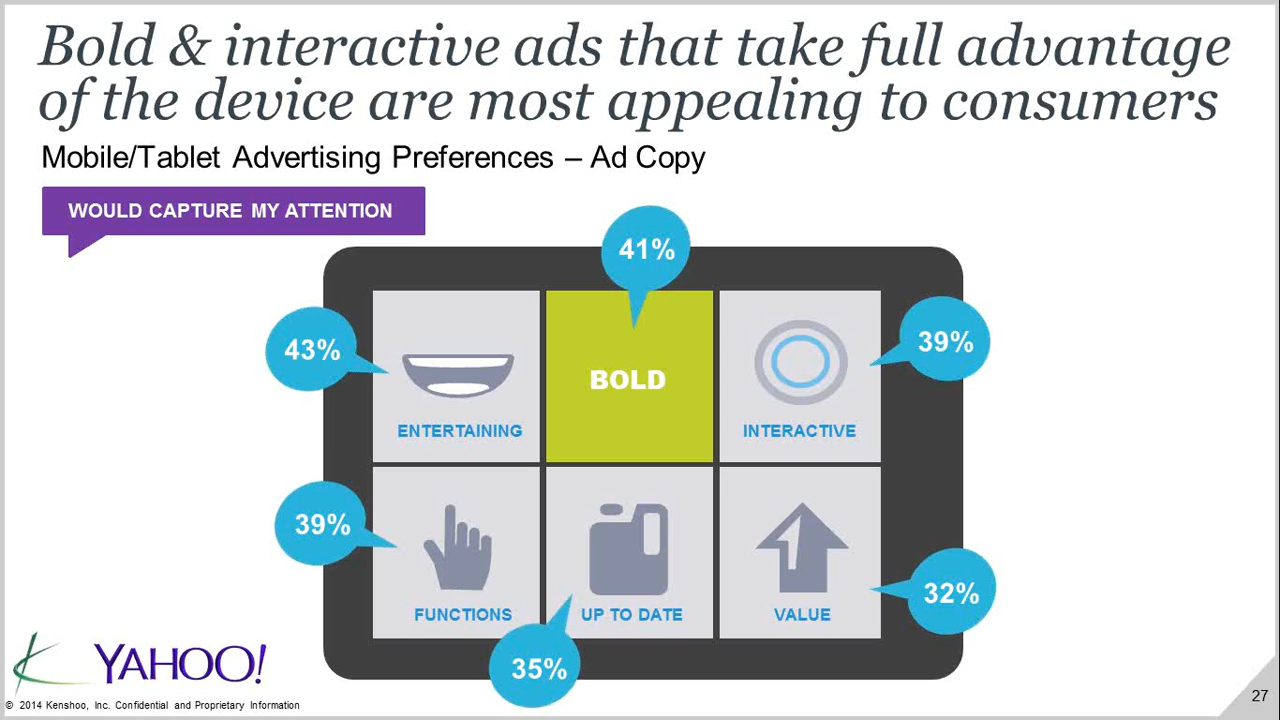 Bold & interactive ads that take full advantage
of the device are most appealing to consumers
Mobile/Tablet Advertising Preferences – Ad Copy
WOULD CAPTURE MY ATTENTION
41%
43%
39%
BOLD
ENTERTAINING
INTERACTIVE
39%
32%
FUNCTIONS
UP TO DATE
VALUE
35%
YAHOO!
© 2014 Kenshoo, Inc. Confidential and Proprietary Information
27